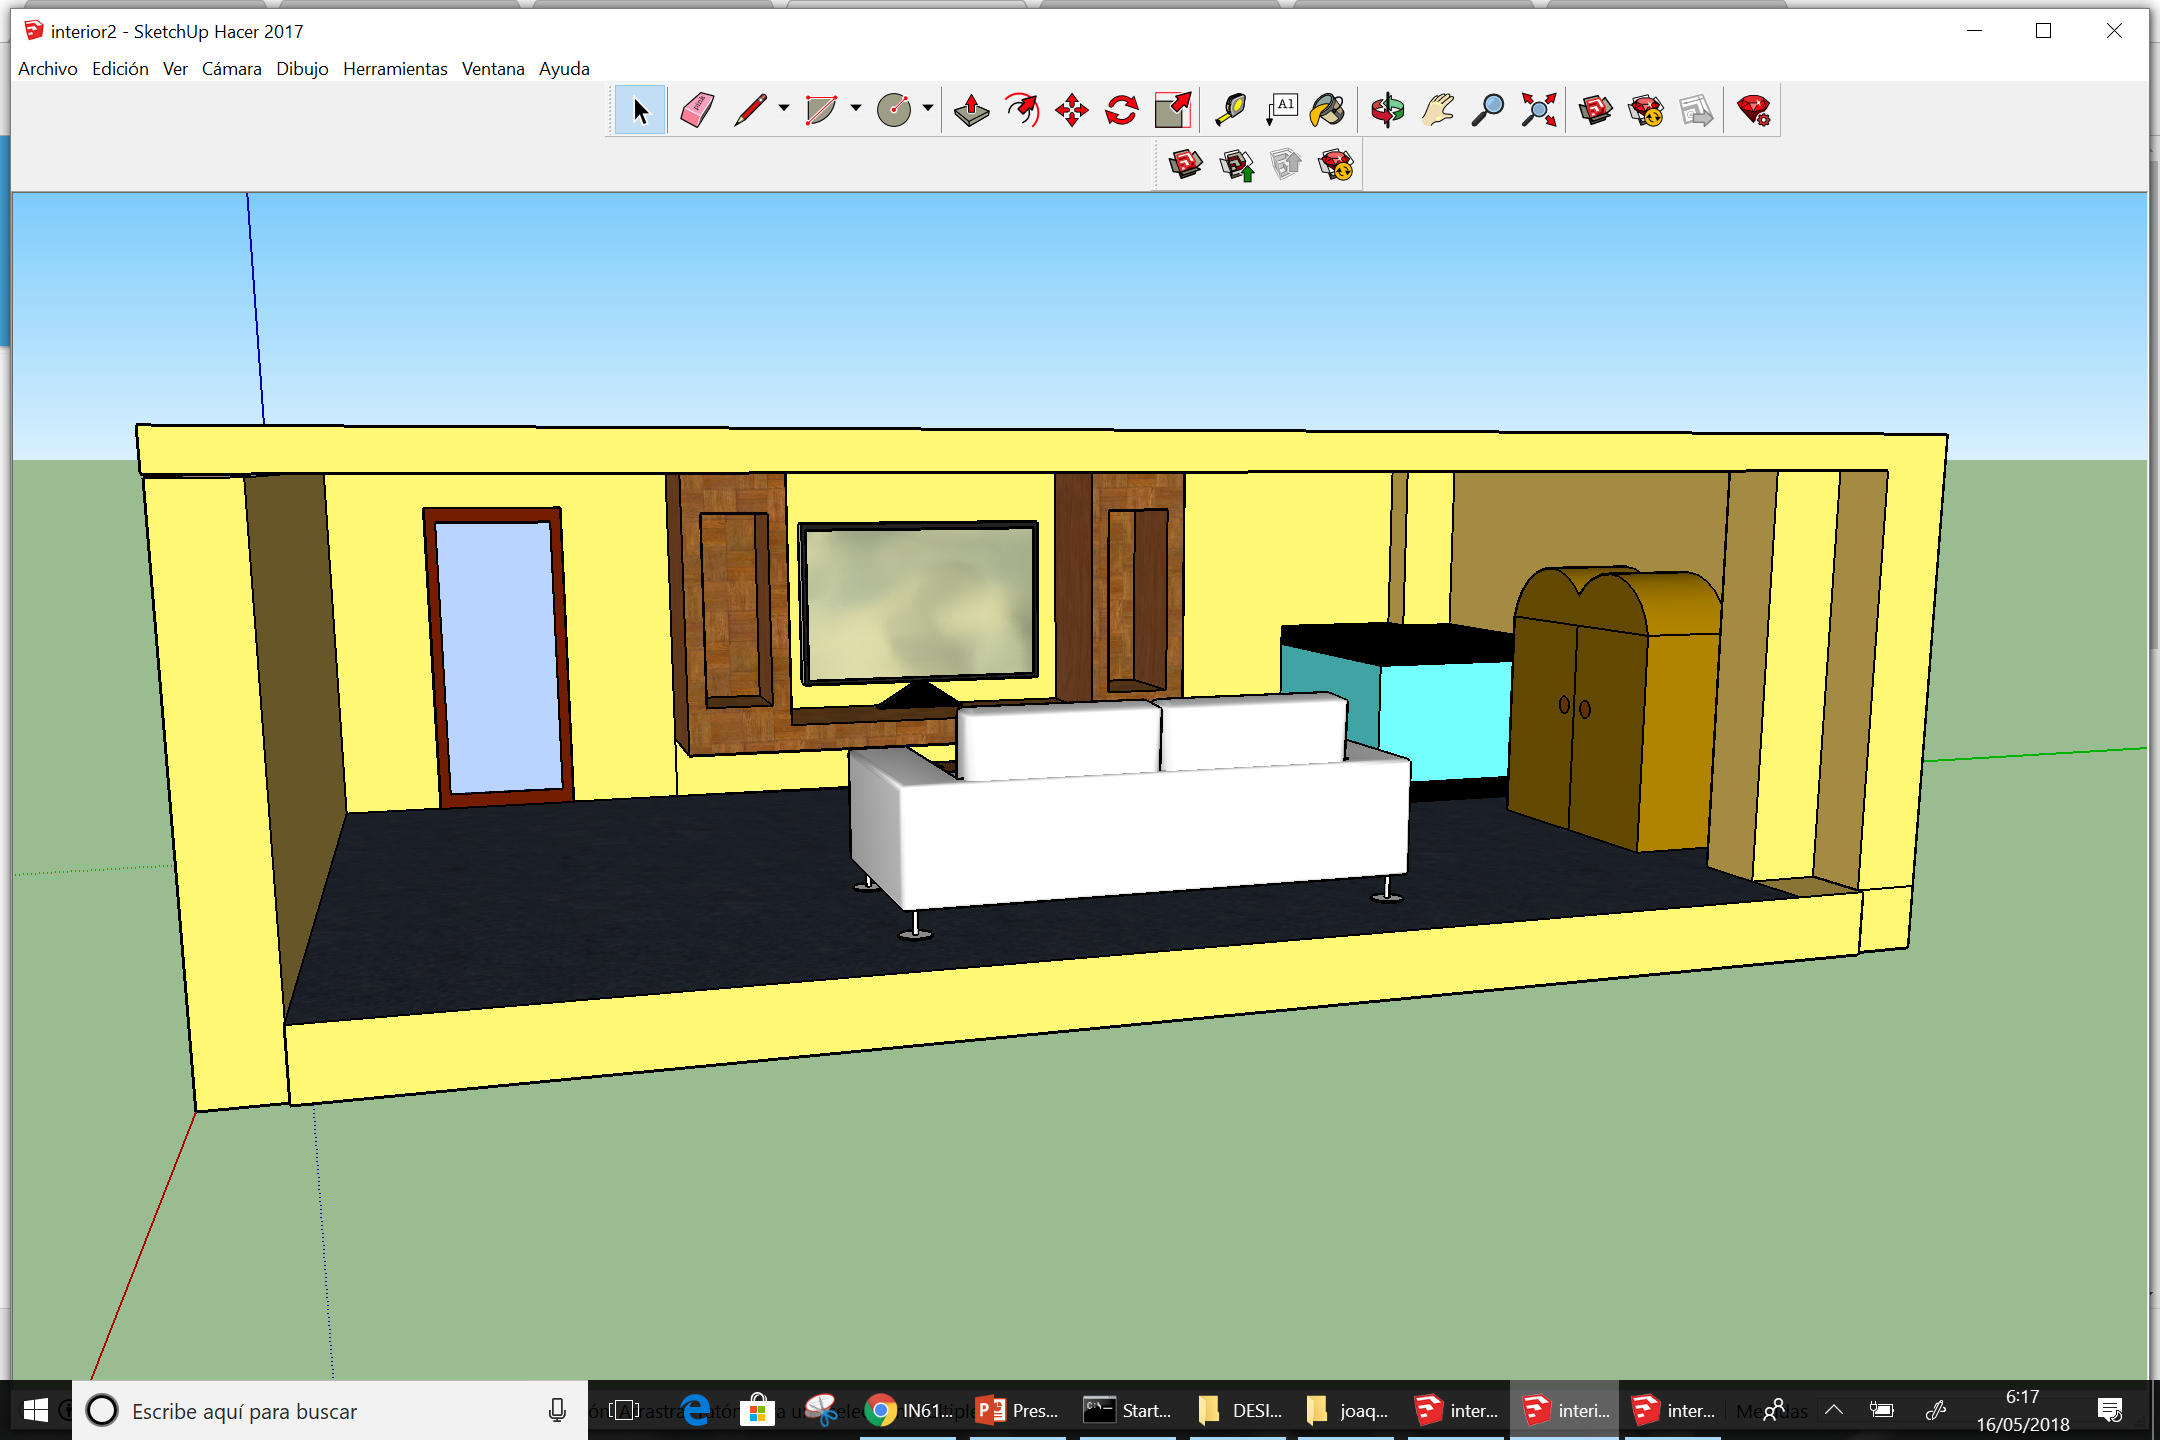 interior2 - SketchUp Hacer 2017
Archivo Edición Ver Cámara Dibujo Herramientas Ventana Ayuda
A1
Escribe aquí para buscar
IN61...
Pres...
Start...
DESI...
joaq...
inter...
interi...
inter...
Medidas
6:17
16/05/2018